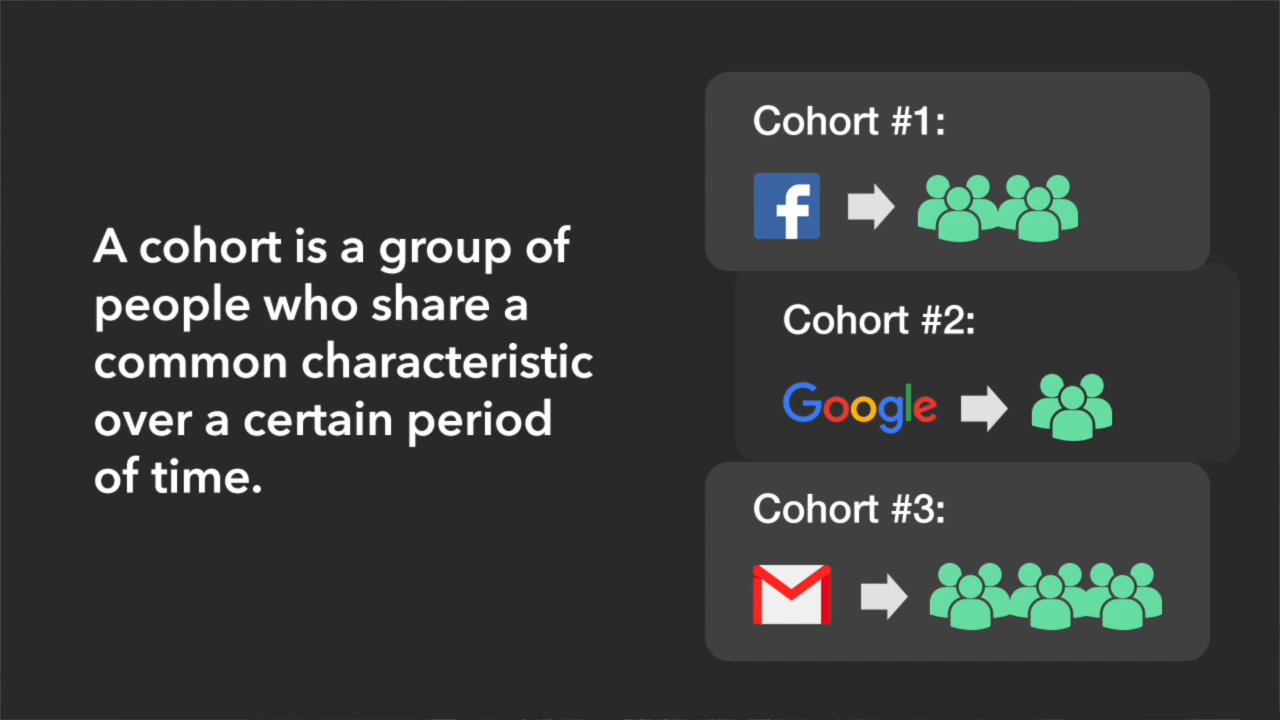 A cohort is a group of
people who share a
common characteristic
over a certain period
of time.
Cohort #1:
f
Cohort #2:
Google
Cohort #3:
M